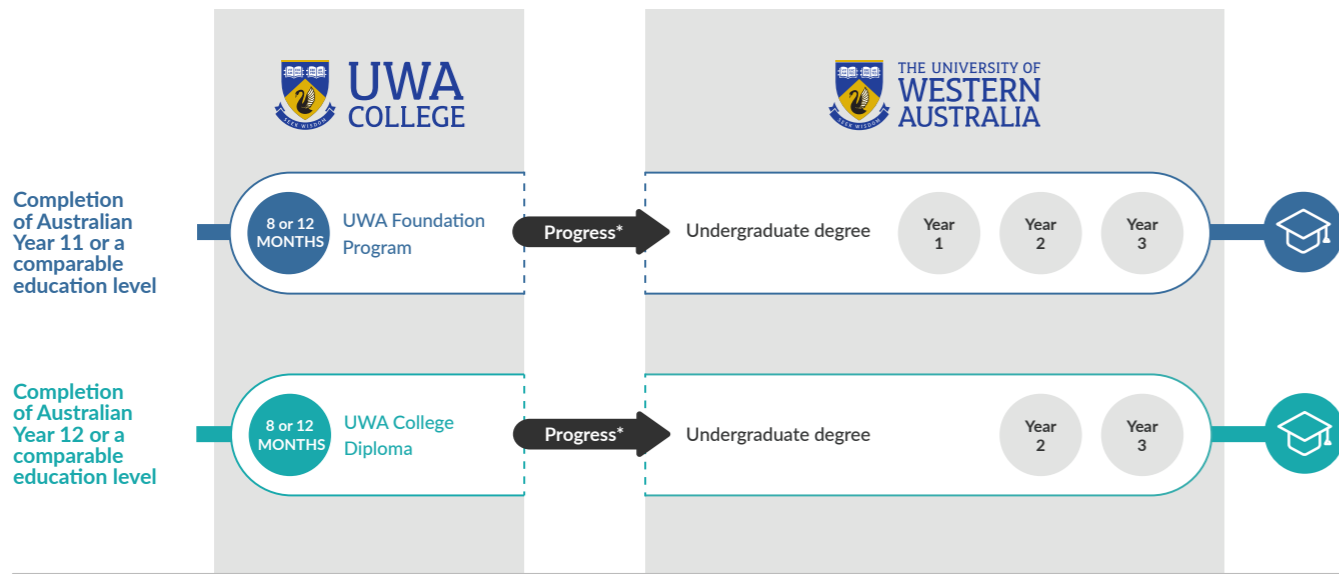 UWA
COLLEGE
SEEK WISDOM
THE UNIVERSITY OF
WESTERN
AUSTRALIA
SEEK WISDOM
Completion
of Australian
Year 11 or a
comparable
education level
8 or 12
MONTHS
UWA Foundation
Program
Progress*
Undergraduate degree
Year
1
Year
2
Year
3
Completion
of Australian
Year 12 or a
comparable
education level
8 or 12
MONTHS
UWA College
Diploma
Progress*
Undergraduate degree
Year
2
Year
3